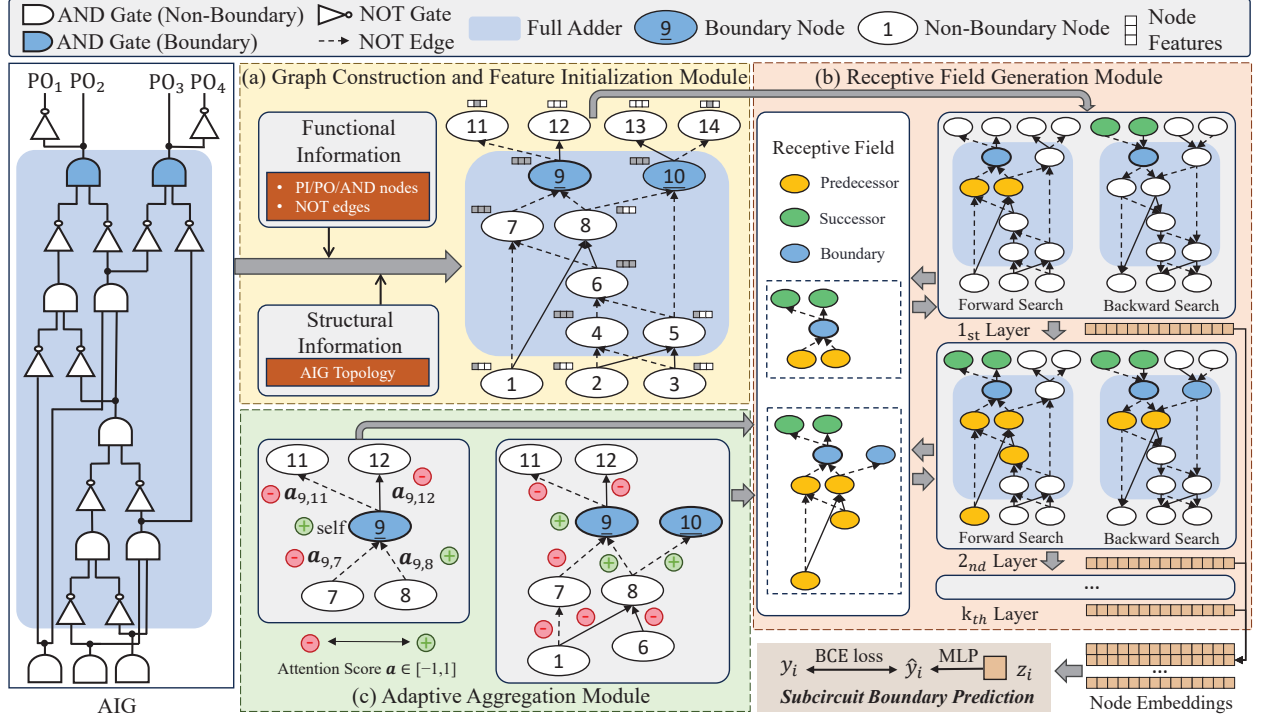 AND Gate (Non-Boundary)
NOT Gate
Full Adder
9
Boundary Node
1
Non-Boundary Node
Node
Features
AND Gate (Boundary)
NOT Edge
PO1 PO2 PO3 PO4
AIG
(a) Graph Construction and Feature Initialization Module
Functional
Information
• PI/PO/AND nodes
• NOT edges
Structural
Information
AIG Topology
11 12 13 14
9 10
7 8
6
4 5
1 2 3
(b) Receptive Field Generation Module
Receptive Field
Predecessor
Successor
Boundary
Forward Search
Backward Search
1st Layer
Forward Search
Backward Search
2nd Layer
...
kth Layer
11 12
a9,11 a9,12
self
9
a9,7 a9,8
7 8
Attention Score a ∈ [−1,1]
11 12
9 10
7 8
1 6
(c) Adaptive Aggregation Module
yi BCE loss ŷi MLP zi
Subcircuit Boundary Prediction
...
Node Embeddings